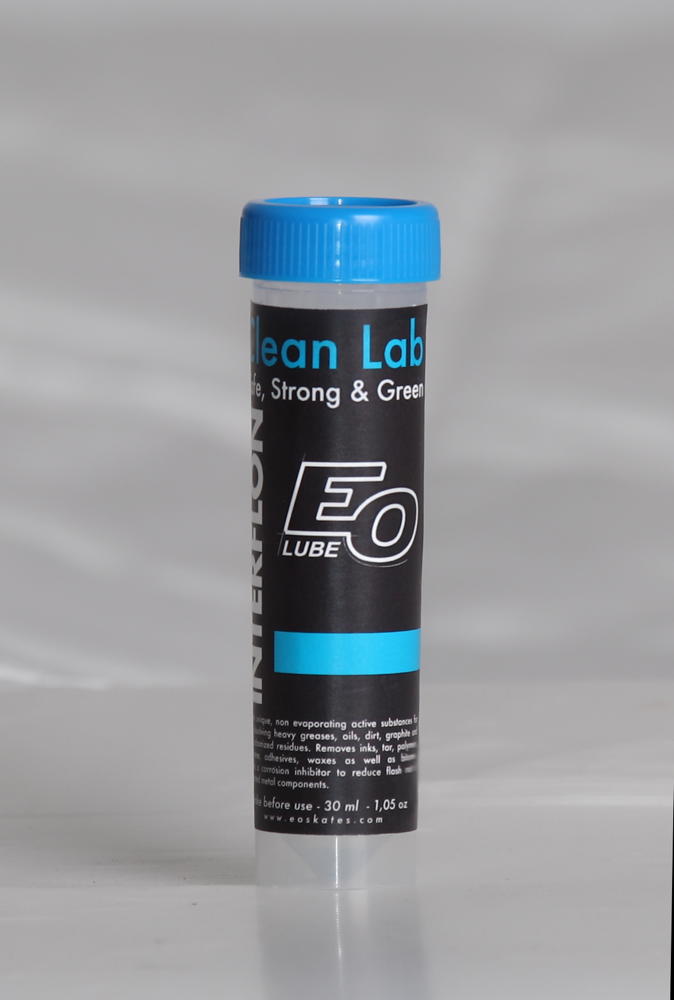 Clean Lab
Strong & Green
INTERFLON
EO
LUBE
unique, non evaporating active substances for
heavy greases, oils, dirt, graphite and
residues. Removes inks, tar,
adhesives, waxes as well as
a corrosion inhibitor to reduce flash
metal components.
before use - 30 ml - 1,05 oz
www.eoskates.com